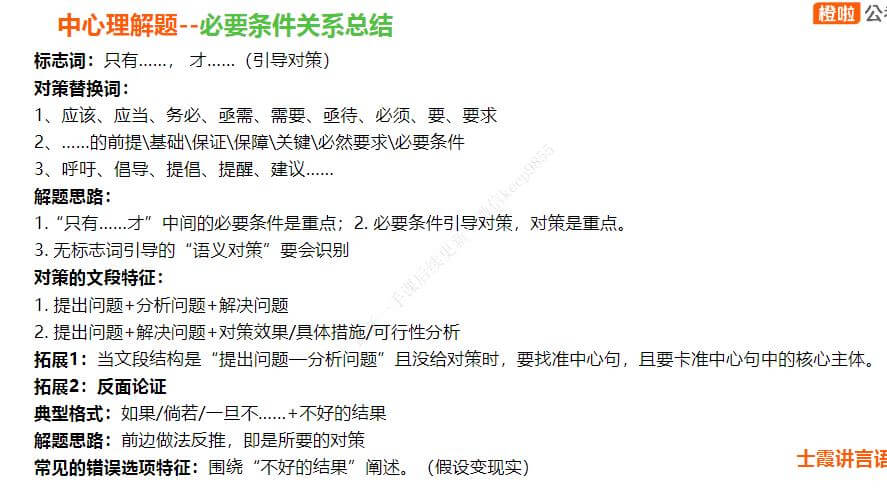 中心理解题--必要条件关系总结
橙啦 公
标志词：只有……， 才……（引导对策）
对策替换词：
1、应该、应当、务必、亟需、需要、亟待、必须、要、要求
2、……的前提\基础\保证\保障\关键\必然要求\必要条件
3、呼吁、倡导、提倡、提醒、建议……
解题思路：
1.“只有……才”中间的必要条件是重点；2. 必要条件引导对策，对策是重点。
3. 无标志词引导的“语义对策”要会识别
对策的文段特征：
1. 提出问题+分析问题+解决问题
2. 提出问题+解决问题+对策效果/具体措施/可行性分析
拓展1：当文段结构是“提出问题—分析问题”且没给对策时，要找准中心句，且要卡准中心句中的核心主体。
拓展2：反面论证
典型格式：如果/倘若/一旦不……+不好的结果
解题思路：前边做法反推，即是所要的对策
常见的错误选项特征：围绕“不好的结果”阐述。（假设变现实）
士霞讲言语